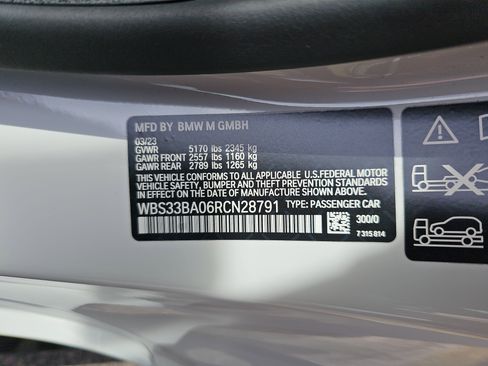 MFD BY BMW M GMBH
03/23
GVWR 5170 lbs 2345 kg
GAWR FRONT 2557 lbs 1160 kg
GAWR REAR 2789 lbs 1265 kg
THIS VEHICLE CONFORMS TO ALL APPLICABLE U.S.FEDERAL MOTOR
VEHICLE SAFETY, BUMPER AND THEFT PREVENTION STANDARDS
IN EFFECT ON THE DATE OF MANUFACTURE SHOWN ABOVE.
WBS33BA06RCN28791 TYPE: PASSENGER CAR
300/0
7 315 814